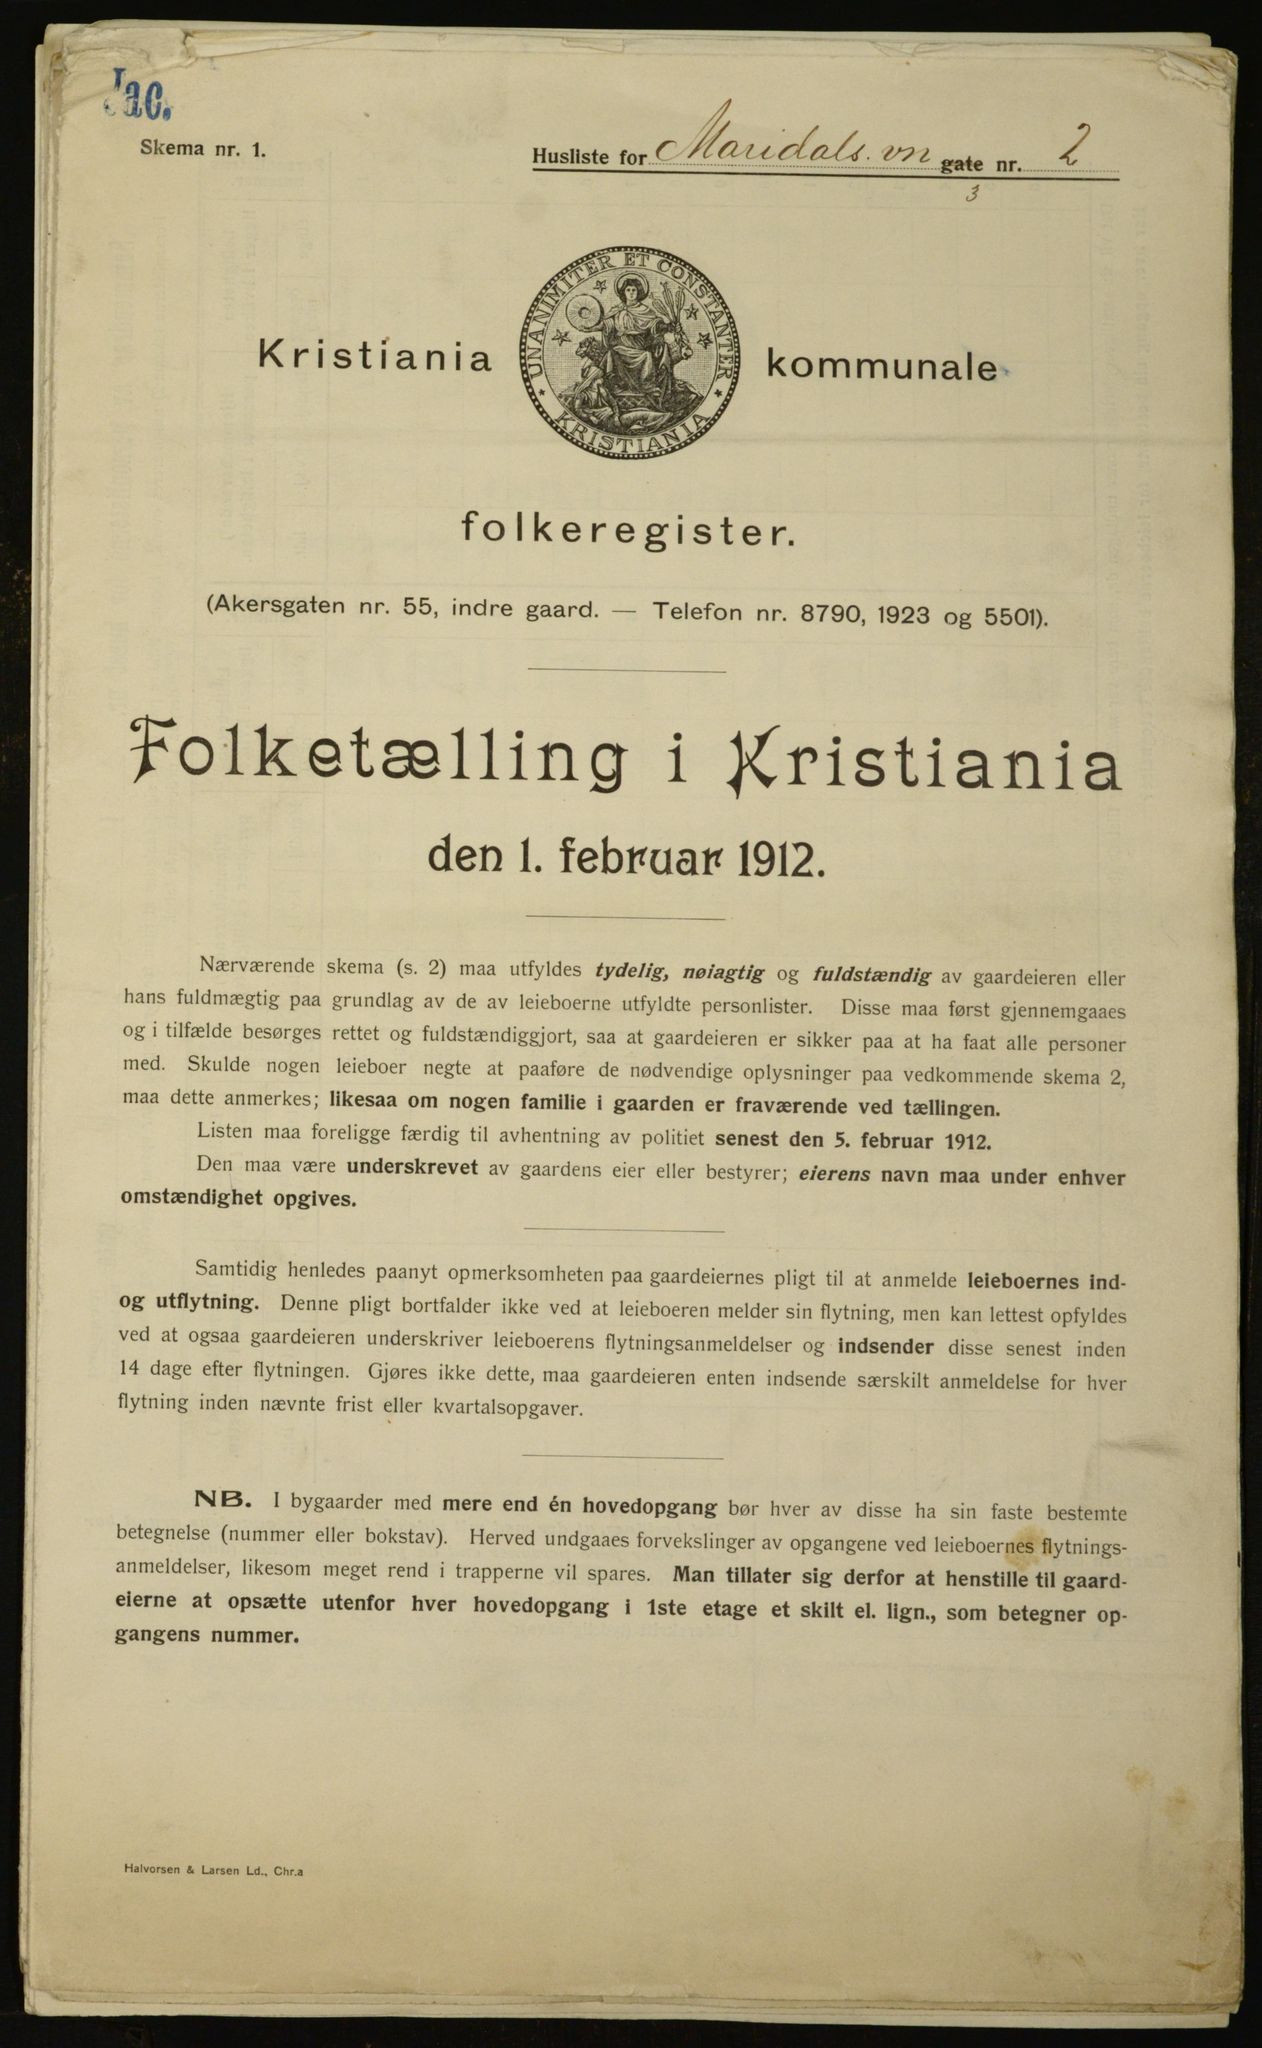 Jac.
Skema nr. 1.
Husliste for Maridals. vn gate nr. 2
3
UNANIMITER ET CONSTANTER
KRISTIANIA
Kristiania kommunale
folkeregister.
(Akersgaten nr. 55, indre gaard. — Telefon nr. 8790, 1923 og 5501).
Folketælling i Kristiania
den 1. februar 1912.
Nærværende skema (s. 2) maa utfyldes tydelig, nøiagtig og fuldstændig av gaardeieren eller
hans fuldmægtig paa grundlag av de av leieboerne utfyldte personlister. Disse maa først gjennemgaaes
og i tilfælde besørges rettet og fuldstændiggjort, saa at gaardeieren er sikker paa at ha faat alle personer
med. Skulde nogen leieboer negte at paaføre de nødvendige oplysninger paa vedkommende skema 2,
maa dette anmerkes; likesaa om nogen familie i gaarden er fraværende ved tællingen.
Listen maa foreligge færdig til avhentning av politiet senest den 5. februar 1912.
Den maa være underskrevet av gaardens eier eller bestyrer; eierens navn maa under enhver
omstændighet opgives.
Samtidig henledes paanyt opmerksomheten paa gaardeiernes pligt til at anmelde leieboernes ind-
og utflytning. Denne pligt bortfalder ikke ved at leieboeren melder sin flytning, men kan lettest opfyldes
ved at ogsaa gaardeieren underskriver leieboerens flytningsanmeldelser og indsender disse senest inden
14 dage efter flytningen. Gjøres ikke dette, maa gaardeieren enten indsende særskilt anmeldelse for hver
flytning inden nævnte frist eller kvartalsopgaver.
NB. I bygaarder med mere end én hovedopgang bør hver av disse ha sin faste bestemte
betegnelse (nummer eller bokstav). Herved undgaaes forvekslinger av opgangene ved leieboernes flytnings-
anmeldelser, likesom meget rend i trapperne vil spares. Man tillater sig derfor at henstille til gaard-
eierne at opsætte utenfor hver hovedopgang i 1ste etage et skilt el. lign., som betegner op-
gangens nummer.
Halvorsen & Larsen Ld., Chr.a